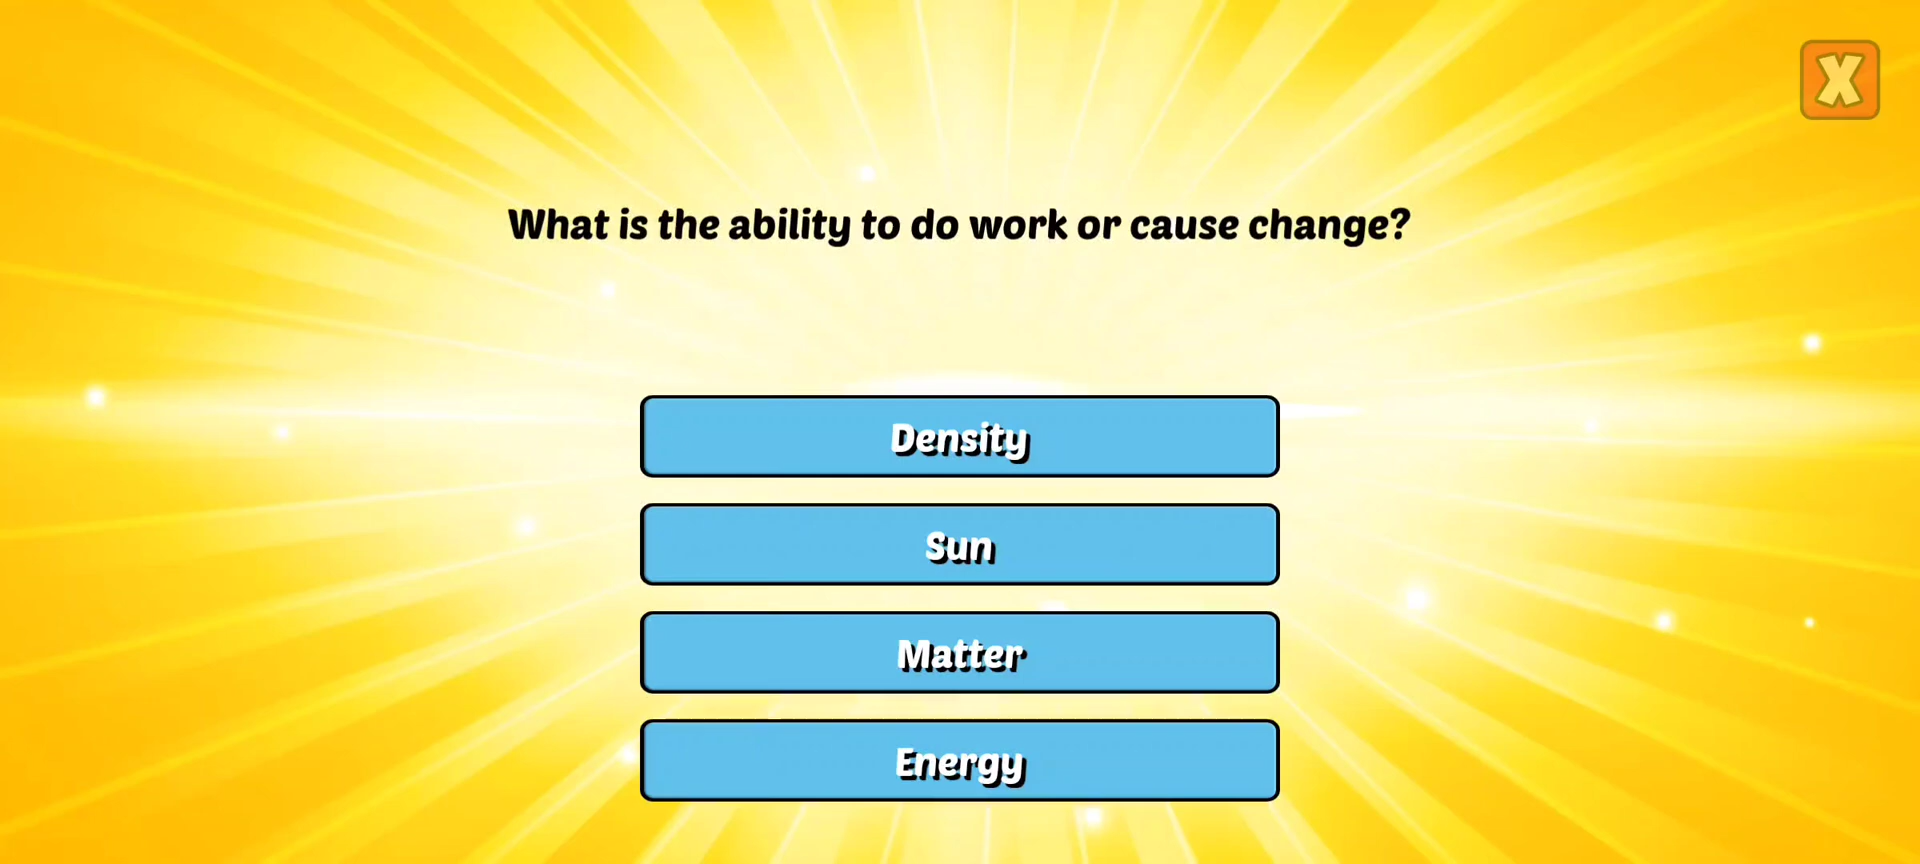 X
What is the ability to do work or cause change?
Density
Sun
Matter
Energy